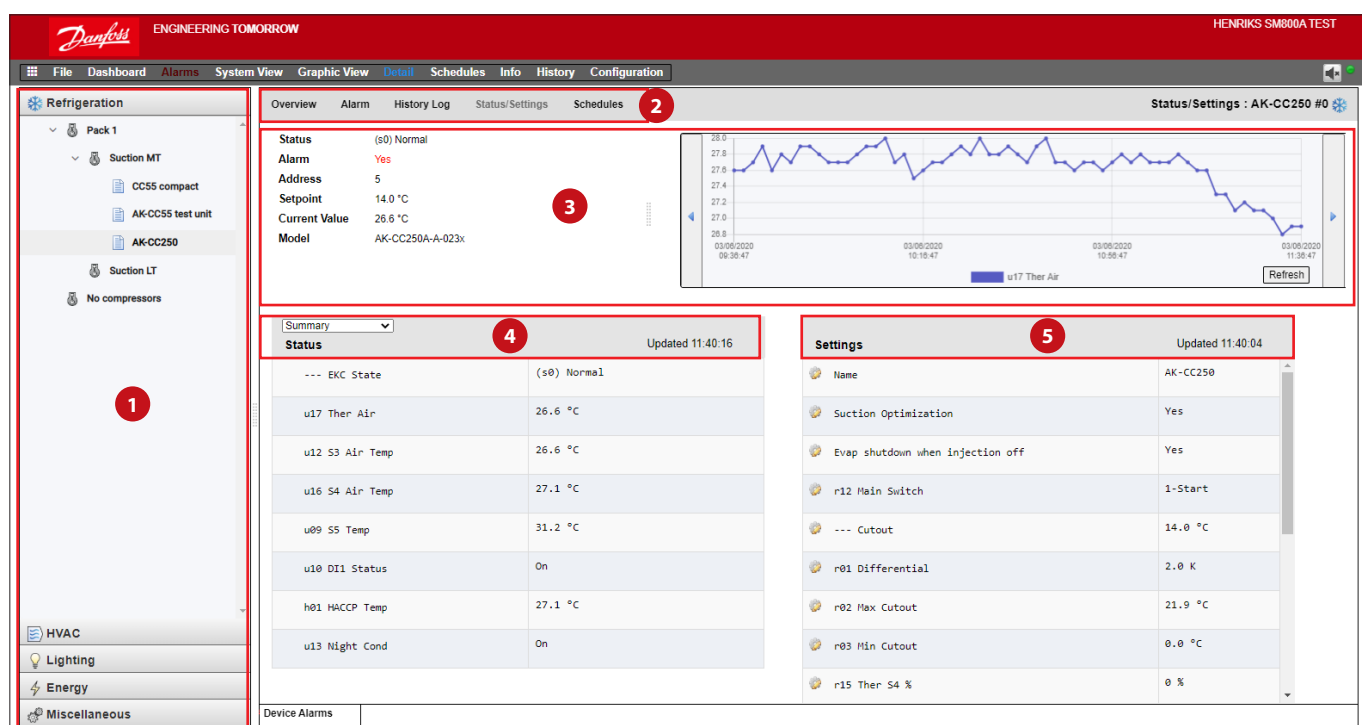 Danfoss ENGINEERING TOMORROW HENRIKS SM800A TEST
File Dashboard Alarms System View Graphic View Detail Schedules Info History Configuration
Refrigeration
Pack 1
Suction MT
CC55 compact
AK-CC55 test unit
AK-CC250
Suction LT
No compressors
1
HVAC
Lighting
Energy
Miscellaneous
Overview Alarm History Log Status/Settings Schedules 2 Status/Settings : AK-CC250 #0
Status (s0) Normal
Alarm Yes
Address 5
Setpoint 14.0 °C
Current Value 26.6 °C
Model AK-CC250A-A-023x
3
28.0
27.8
27.6
27.4
27.2
27.0
26.8
03/06/2020 03/06/2020 03/06/2020 03/06/2020
09:36:47 10:16:47 10:56:47 11:36:47
u17 Ther Air Refresh
Summary
Status 4 Updated 11:40:16
--- EKC State (s0) Normal
u17 Ther Air 26.6 °C
u12 S3 Air Temp 26.6 °C
u16 S4 Air Temp 27.1 °C
u09 S5 Temp 31.2 °C
u10 DI1 Status On
h01 HACCP Temp 27.1 °C
u13 Night Cond On
Settings 5 Updated 11:40:04
Name AK-CC250
Suction Optimization Yes
Evap shutdown when injection off Yes
r12 Main Switch 1-Start
--- Cutout 14.0 °C
r01 Differential 2.0 K
r02 Max Cutout 21.9 °C
r03 Min Cutout 0.0 °C
r15 Ther S4 % 0 %
Device Alarms